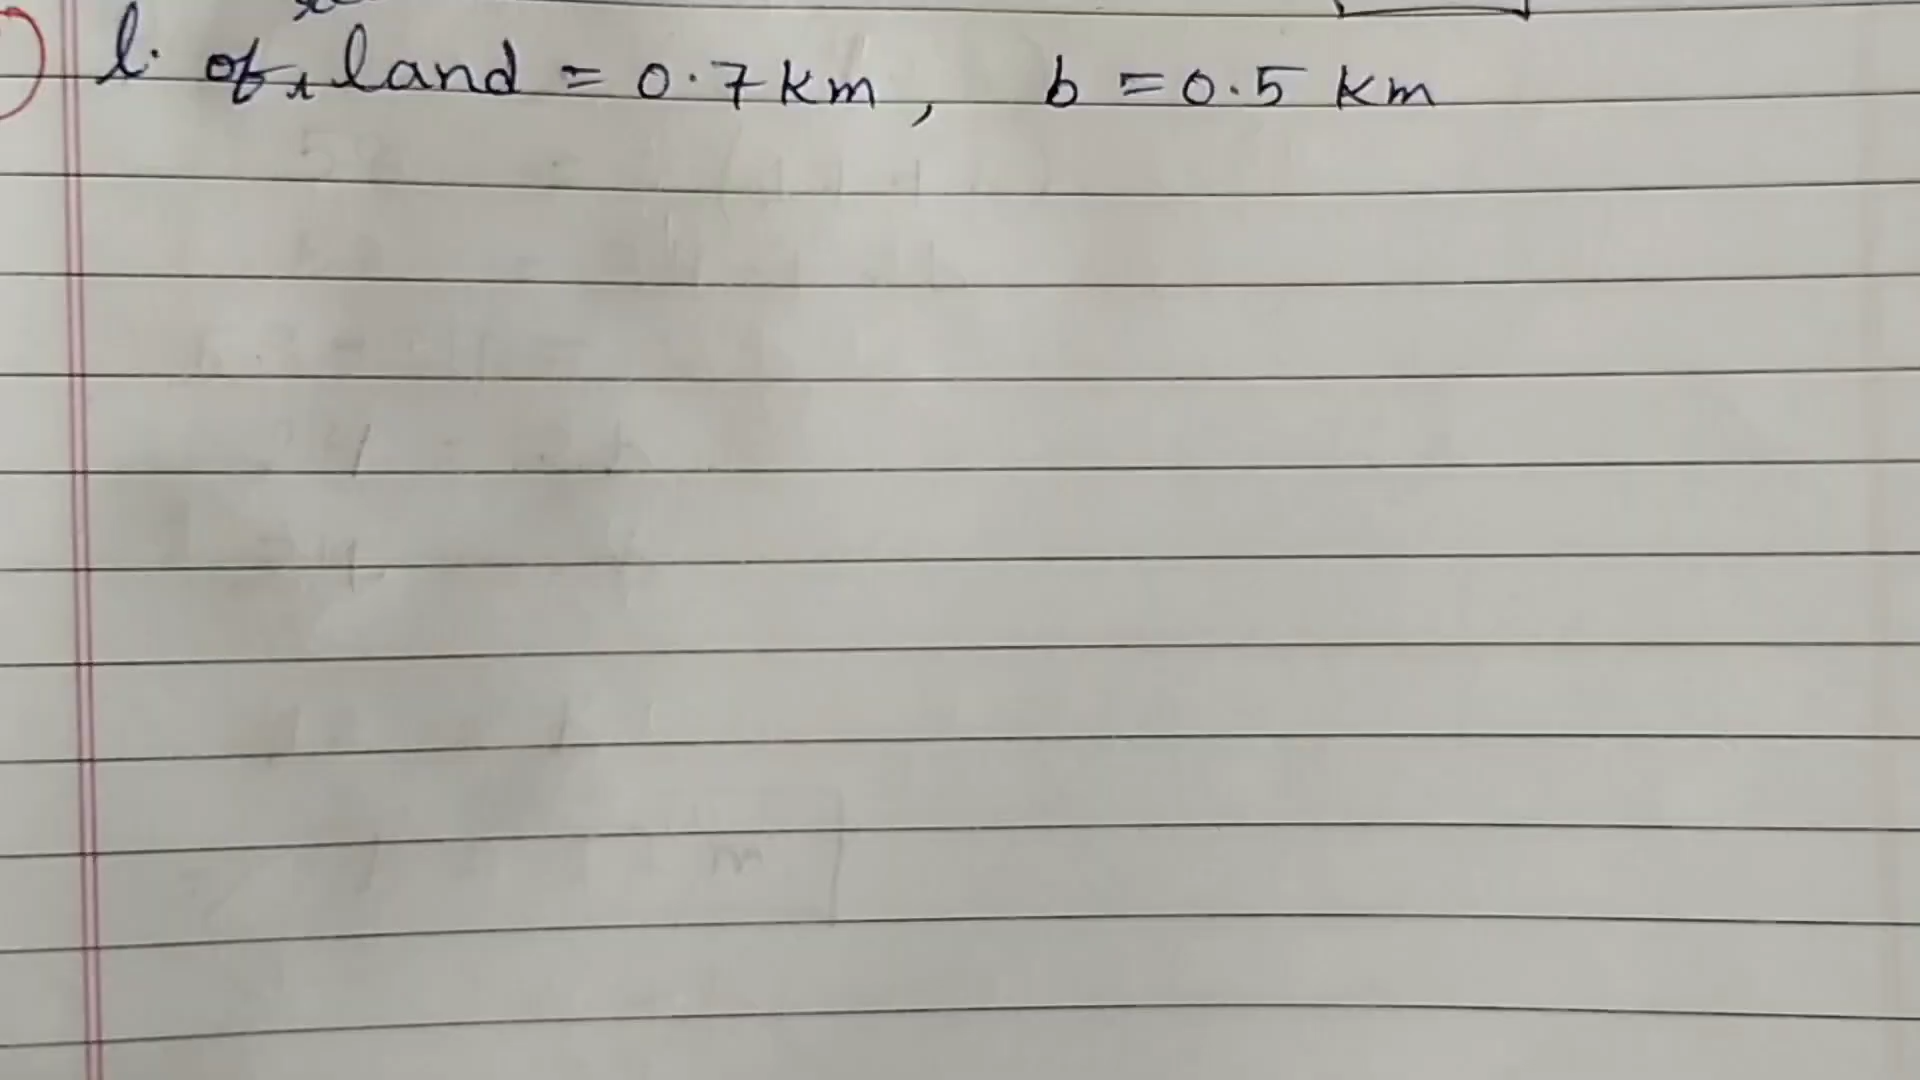 l. of land = 0.7 km, b = 0.5 km